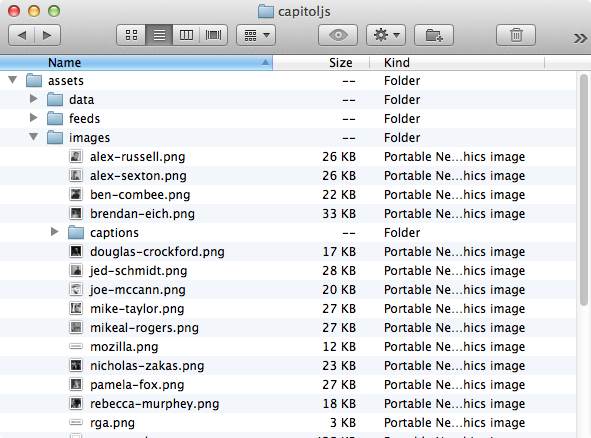 capitoljs
Name Size Kind
assets -- Folder
data -- Folder
feeds -- Folder
images -- Folder
alex-russell.png 26 KB Portable Ne...hics image
alex-sexton.png 26 KB Portable Ne...hics image
ben-combee.png 22 KB Portable Ne...hics image
brendan-eich.png 33 KB Portable Ne...hics image
captions -- Folder
douglas-crockford.png 17 KB Portable Ne...hics image
jed-schmidt.png 28 KB Portable Ne...hics image
joe-mccann.png 20 KB Portable Ne...hics image
mike-taylor.png 27 KB Portable Ne...hics image
mikeal-rogers.png 27 KB Portable Ne...hics image
mozilla.png 12 KB Portable Ne...hics image
nicholas-zakas.png 23 KB Portable Ne...hics image
pamela-fox.png 27 KB Portable Ne...hics image
rebecca-murphey.png 18 KB Portable Ne...hics image
rga.png 3 KB Portable Ne...hics image